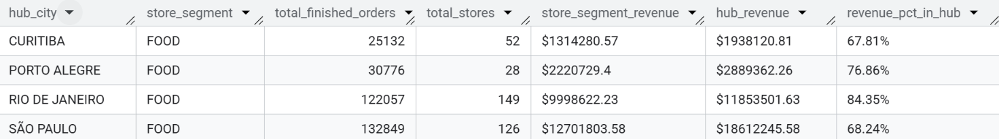 hub_city store_segment total_finished_orders total_stores store_segment_revenue hub_revenue revenue_pct_in_hub
CURITIBA FOOD 25132 52 $1314280.57 $1938120.81 67.81%
PORTO ALEGRE FOOD 30776 28 $2220729.4 $2889362.26 76.86%
RIO DE JANEIRO FOOD 122057 149 $9998622.23 $11853501.63 84.35%
SÃO PAULO FOOD 132849 126 $12701803.58 $18612245.58 68.24%